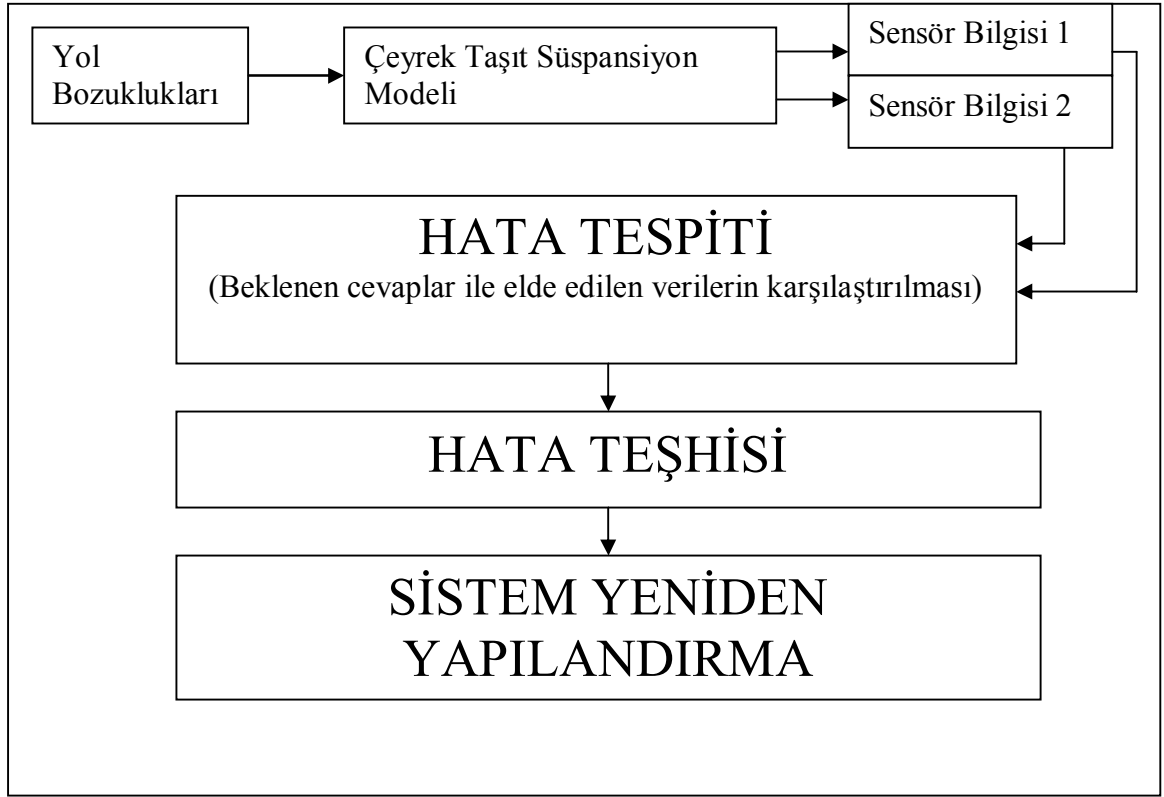 Yol
Bozuklukları
Çeyrek Taşıt Süspansiyon
Modeli
Sensör Bilgisi 1
Sensör Bilgisi 2
HATA TESPİTİ
(Beklenen cevaplar ile elde edilen verilerin karşılaştırılması)
HATA TEŞHİSİ
SİSTEM YENİDEN
YAPILANDIRMA